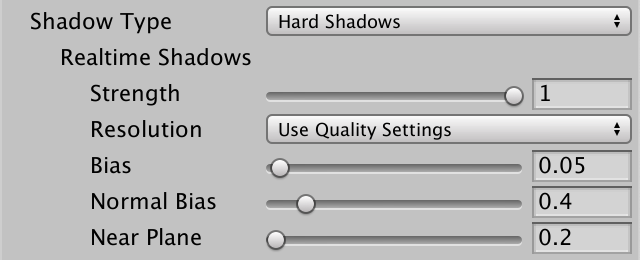 Shadow Type Hard Shadows
Realtime Shadows
Strength 1
Resolution Use Quality Settings
Bias 0.05
Normal Bias 0.4
Near Plane 0.2